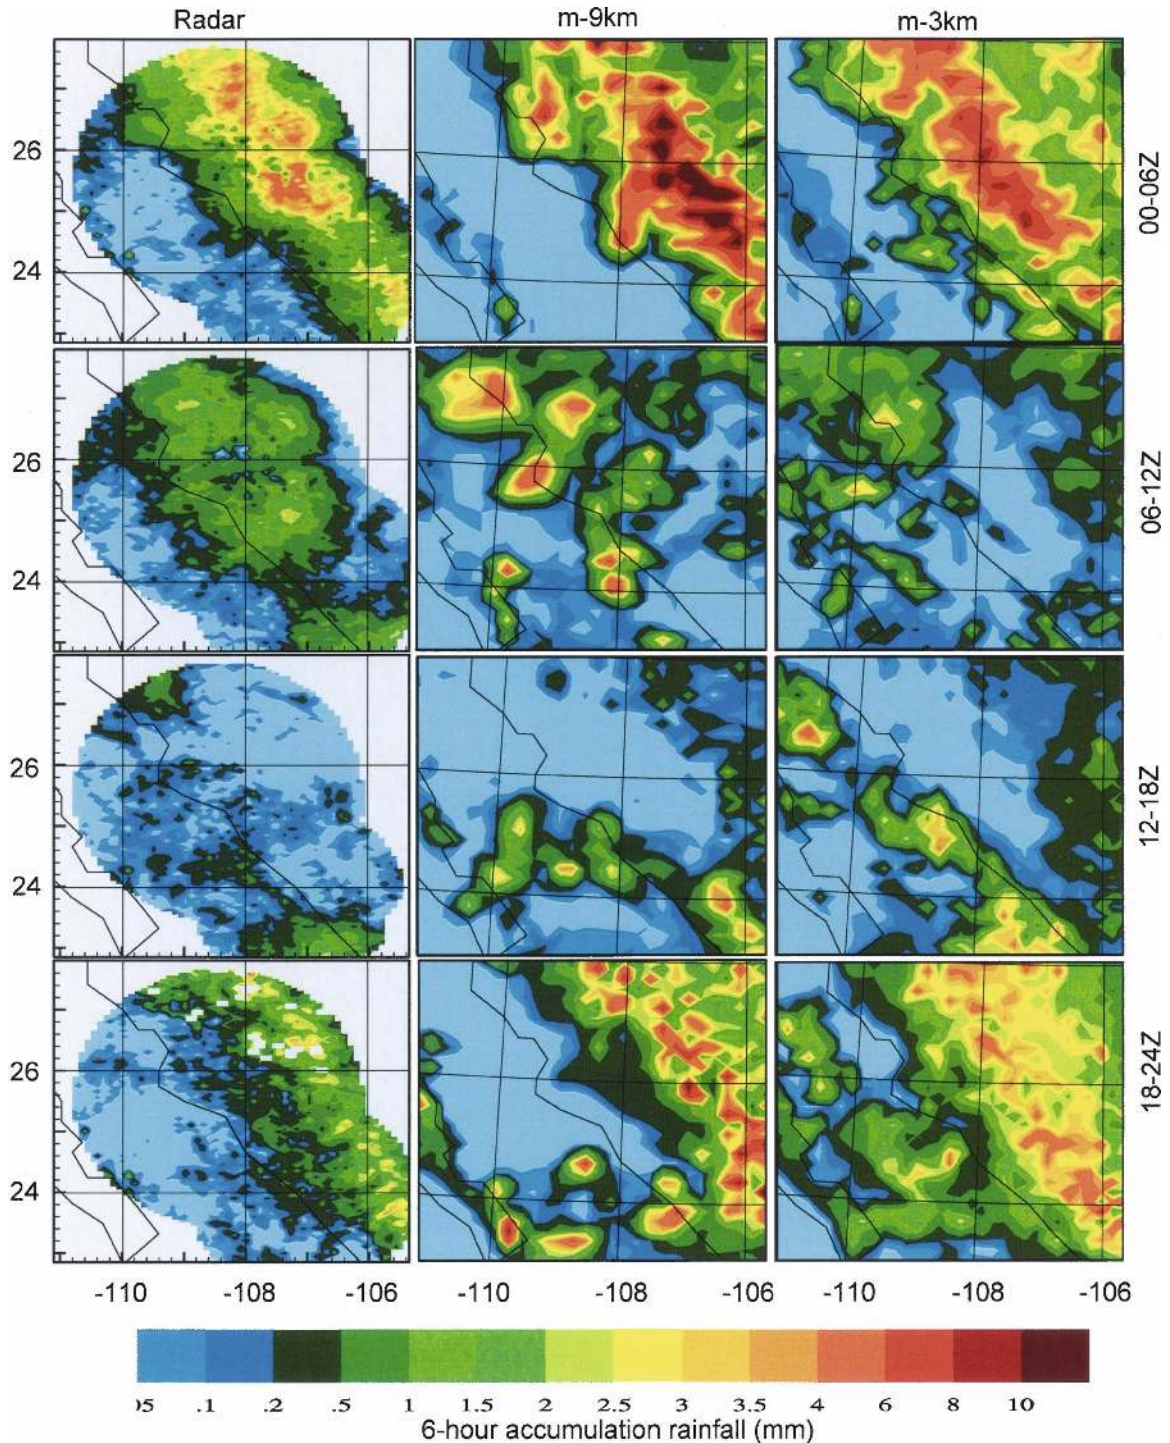 Radar m-9km m-3km
26
24
00-06Z
26
24
06-12Z
26
24
12-18Z
26
24
18-24Z
-110 -108 -106 -110 -108 -106 -110 -108 -106
05 .1 .2 .5 1 1.5 2 2.5 3 3.5 4 6 8 10
6-hour accumulation rainfall (mm)